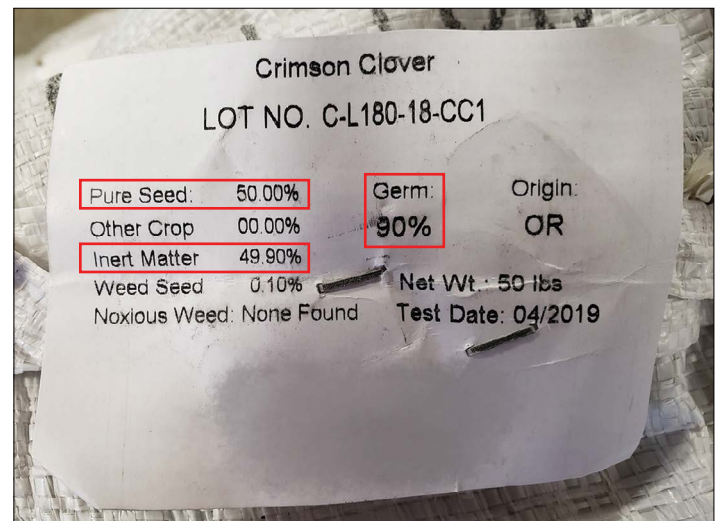 Crimson Clover
LOT NO. C-L180-18-CC1
Pure Seed: 50.00% Germ: Origin:
Other Crop 00.00% 90% OR
Inert Matter 49.90%
Weed Seed 0.10% Net Wt.: 50 lbs
Noxious Weed: None Found Test Date: 04/2019